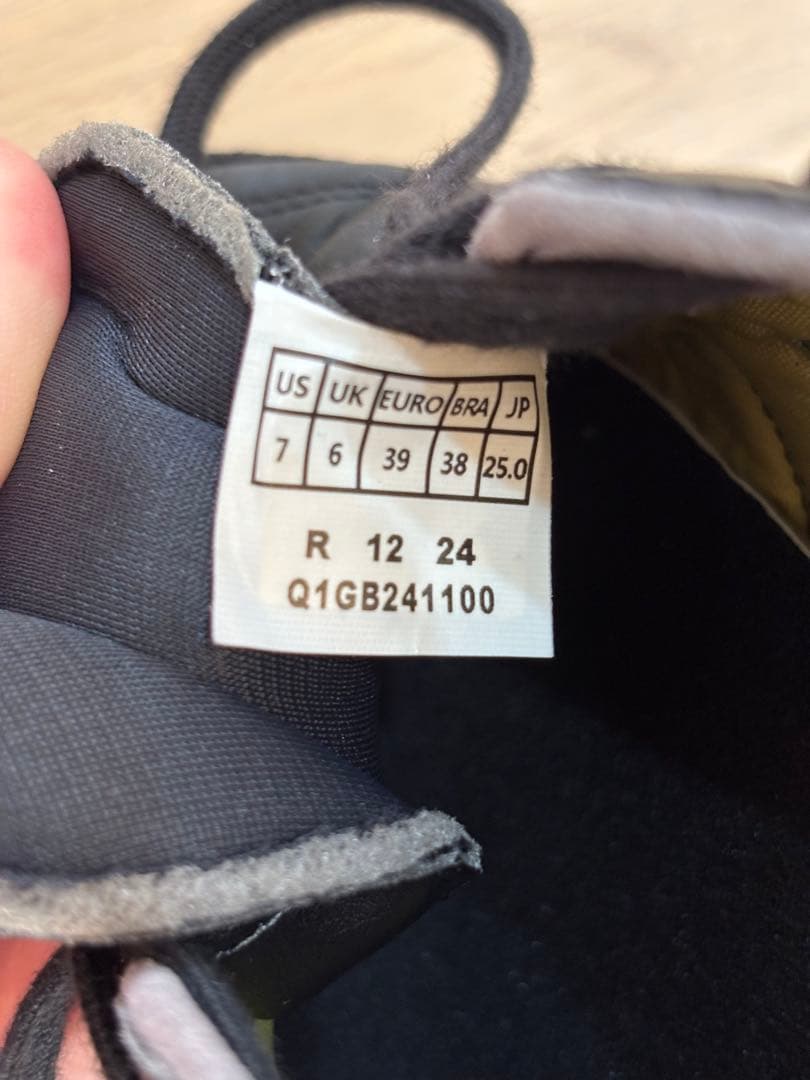 US UK EURO BRA JP
7 6 39 38 25.0
R 12 24
Q1GB241100